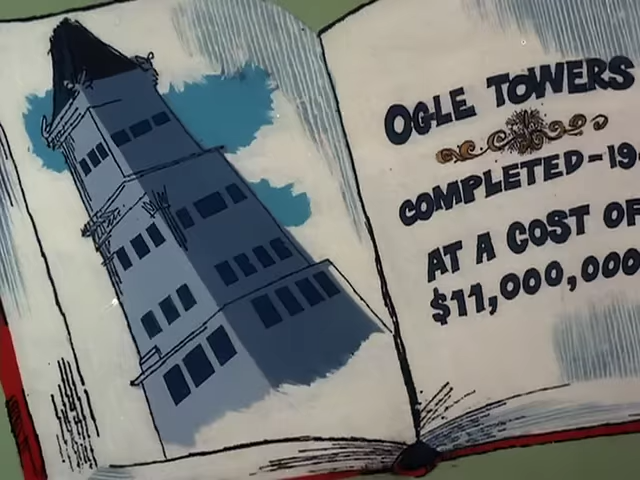 OGLE TOWERS
COMPLETED-19
AT A COST OF
$11,000,000